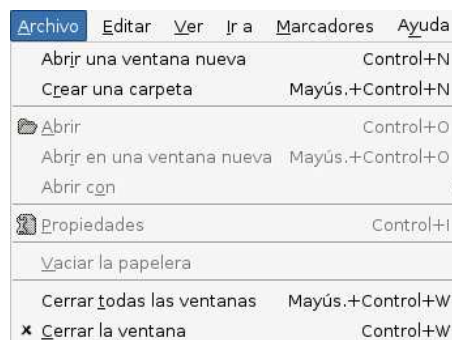 Archivo Editar Ver Ir a Marcadores Ayuda
Abrir una ventana nueva Control+N
Crear una carpeta Mayús.+Control+N
Abrir Control+O
Abrir en una ventana nueva Mayús.+Control+O
Abrir con
Propiedades Control+I
Vaciar la papelera
Cerrar todas las ventanas Mayús.+Control+W
Cerrar la ventana Control+W